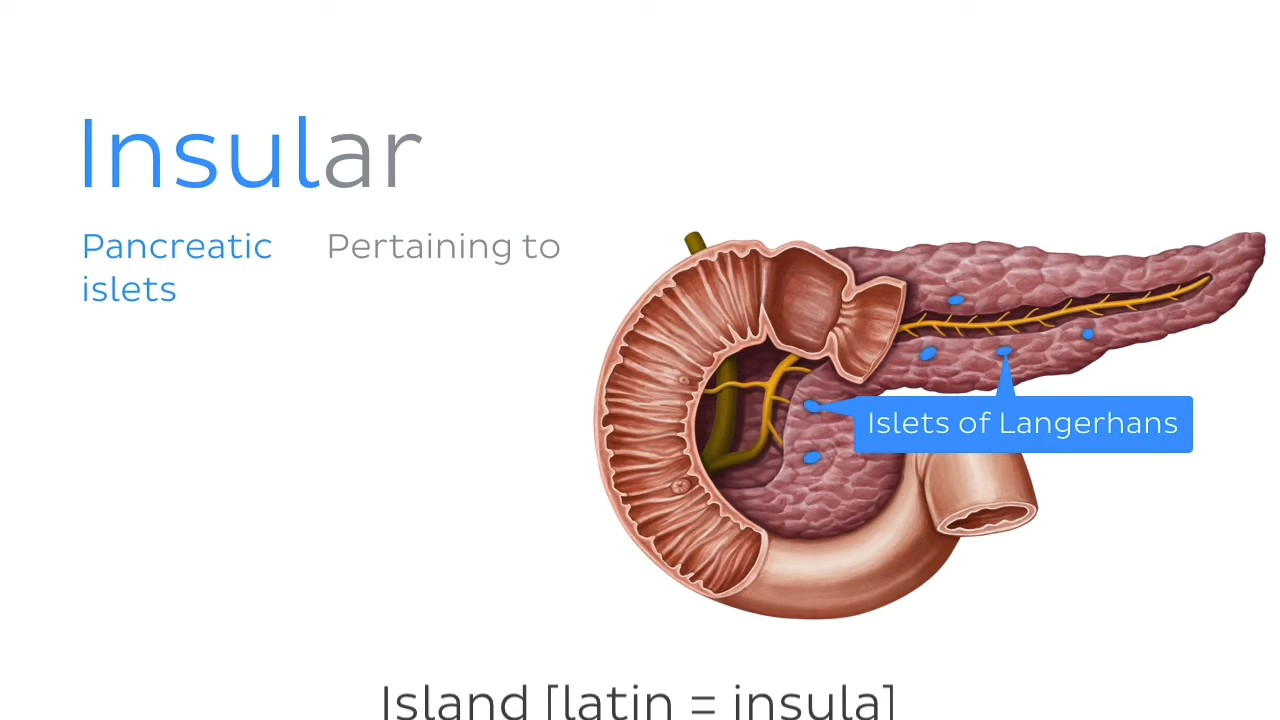 Insular
Pancreatic
islets
Pertaining to
Islets of Langerhans
Island [latin = insula]